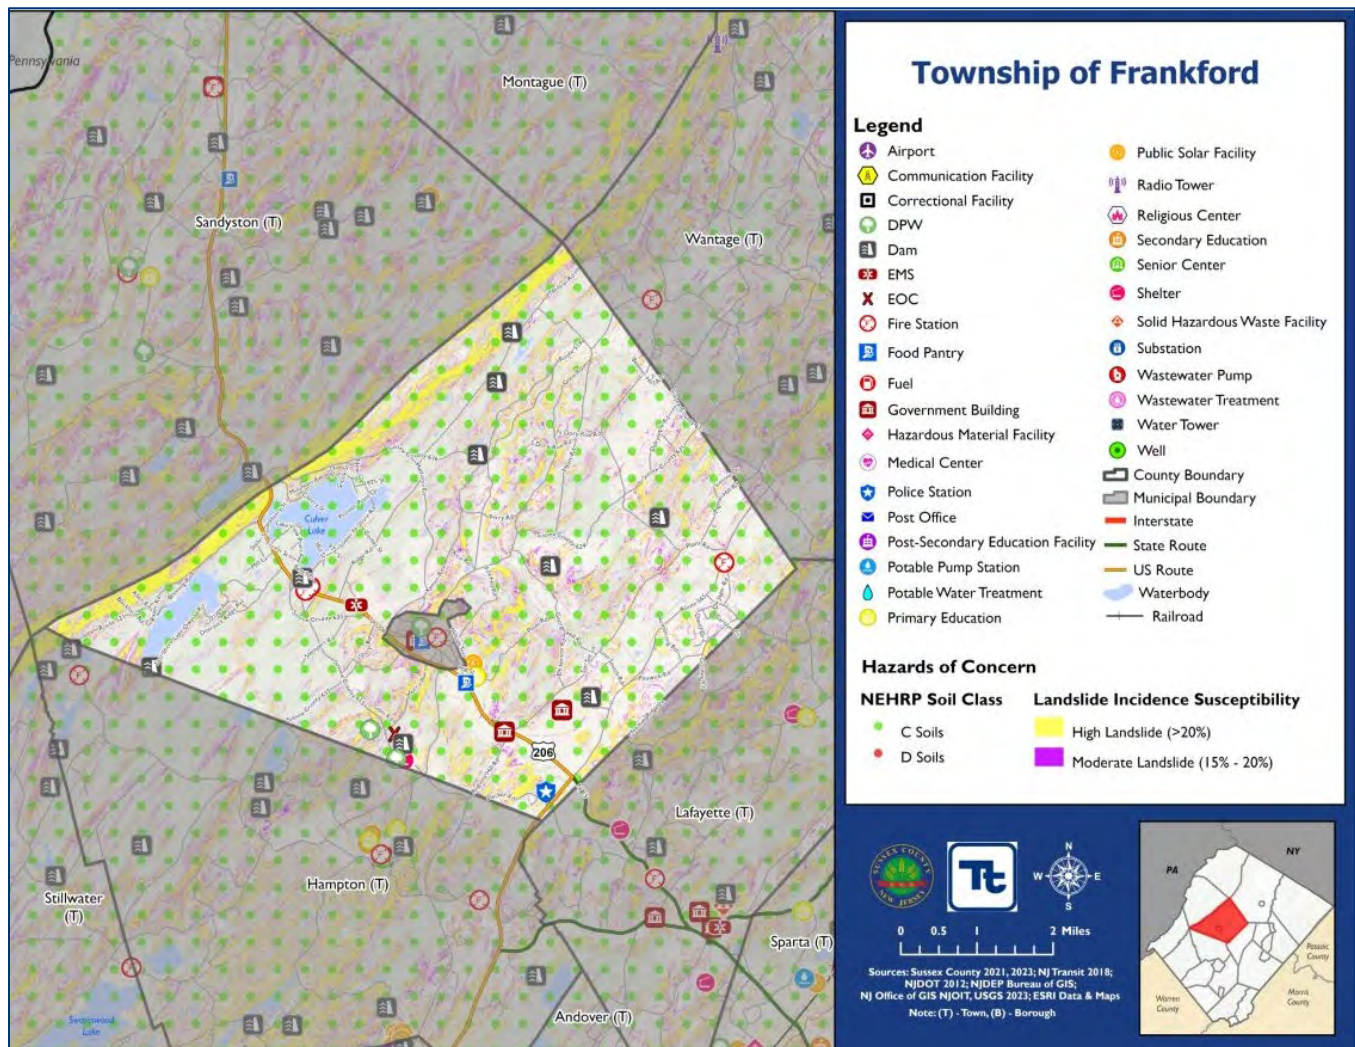 Township of Frankford
Legend
Airport
Communication Facility
Correctional Facility
DPW
Dam
EMS
EOC
Fire Station
Food Pantry
Fuel
Government Building
Hazardous Material Facility
Medical Center
Police Station
Post Office
Post-Secondary Education Facility
Potable Pump Station
Potable Water Treatment
Primary Education
Public Solar Facility
Radio Tower
Religious Center
Secondary Education
Senior Center
Shelter
Solid Hazardous Waste Facility
Substation
Wastewater Pump
Wastewater Treatment
Water Tower
Well
County Boundary
Municipal Boundary
Interstate
State Route
US Route
Waterbody
Railroad
Hazards of Concern
NEHRP Soil Class
C Soils
D Soils
Landslide Incidence Susceptibility
High Landslide (>20%)
Moderate Landslide (15% - 20%)
Pennsylvania
Montague (T)
Sandyston (T)
Wantage (T)
Culver
Lake
206
Lafayette (T)
Hampton (T)
Stillwater
(T)
Sparta (T)
Andover (T)
Swartswood
Lake
SUSSEX COUNTY
NEW JERSEY
Tt
N
W
E
S
0 0.5 1 2 Miles
Sources: Sussex County 2021, 2023; NJ Transit 2018;
NJDOT 2012; NJDEP Bureau of GIS;
NJ Office of GIS NJOIT, USGS 2023; ESRI Data & Maps
Note: (T) - Town, (B) - Borough
PA
NY
Passaic
County
Morris
County
Warren
County